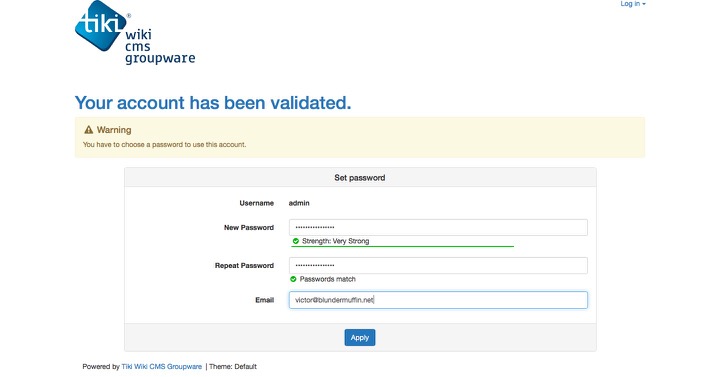 Log in
tiki®
wiki
cms
groupware
Your account has been validated.
Warning
You have to choose a password to use this account.
Set password
Username admin
New Password ••••••••••••••••
Strength: Very Strong
Repeat Password ••••••••••••••••
Passwords match
Email victor@blundermuffin.net
Apply
Powered by Tiki Wiki CMS Groupware | Theme: Default